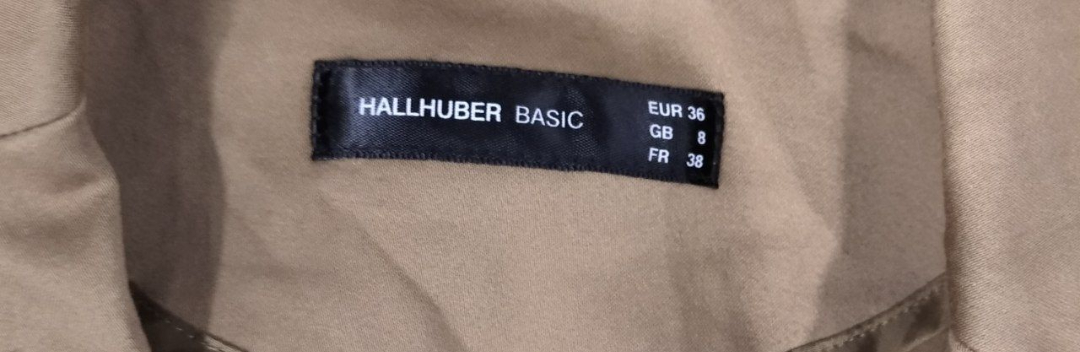 HALLHUBER BASIC
EUR 36
GB 8
FR 38